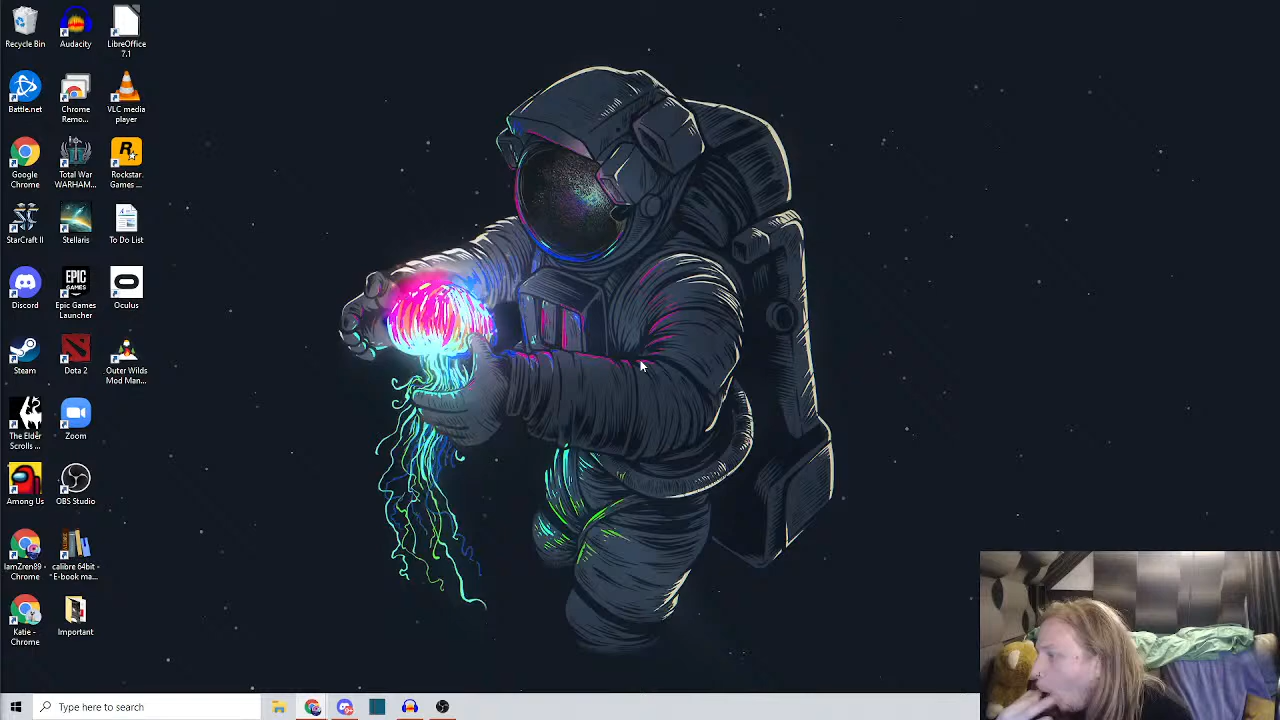 Recycle Bin
Audacity
LibreOffice
7.1
Battle.net
Chrome
Remo...
VLC media
player
Google
Chrome
Total War
WARHAM...
R
Rockstar
Games ...
StarCraft II
Stellaris
To Do List
Discord
EPIC
GAMES
Epic Games
Launcher
Oculus
Steam
Dota 2
Outer Wilds
Mod Man...
The Elder
Scrolls ...
Zoom
Among Us
OBS Studio
IamZren89 -
Chrome
calibre 64bit
- E-book ma...
Katie -
Chrome
Important
Type here to search